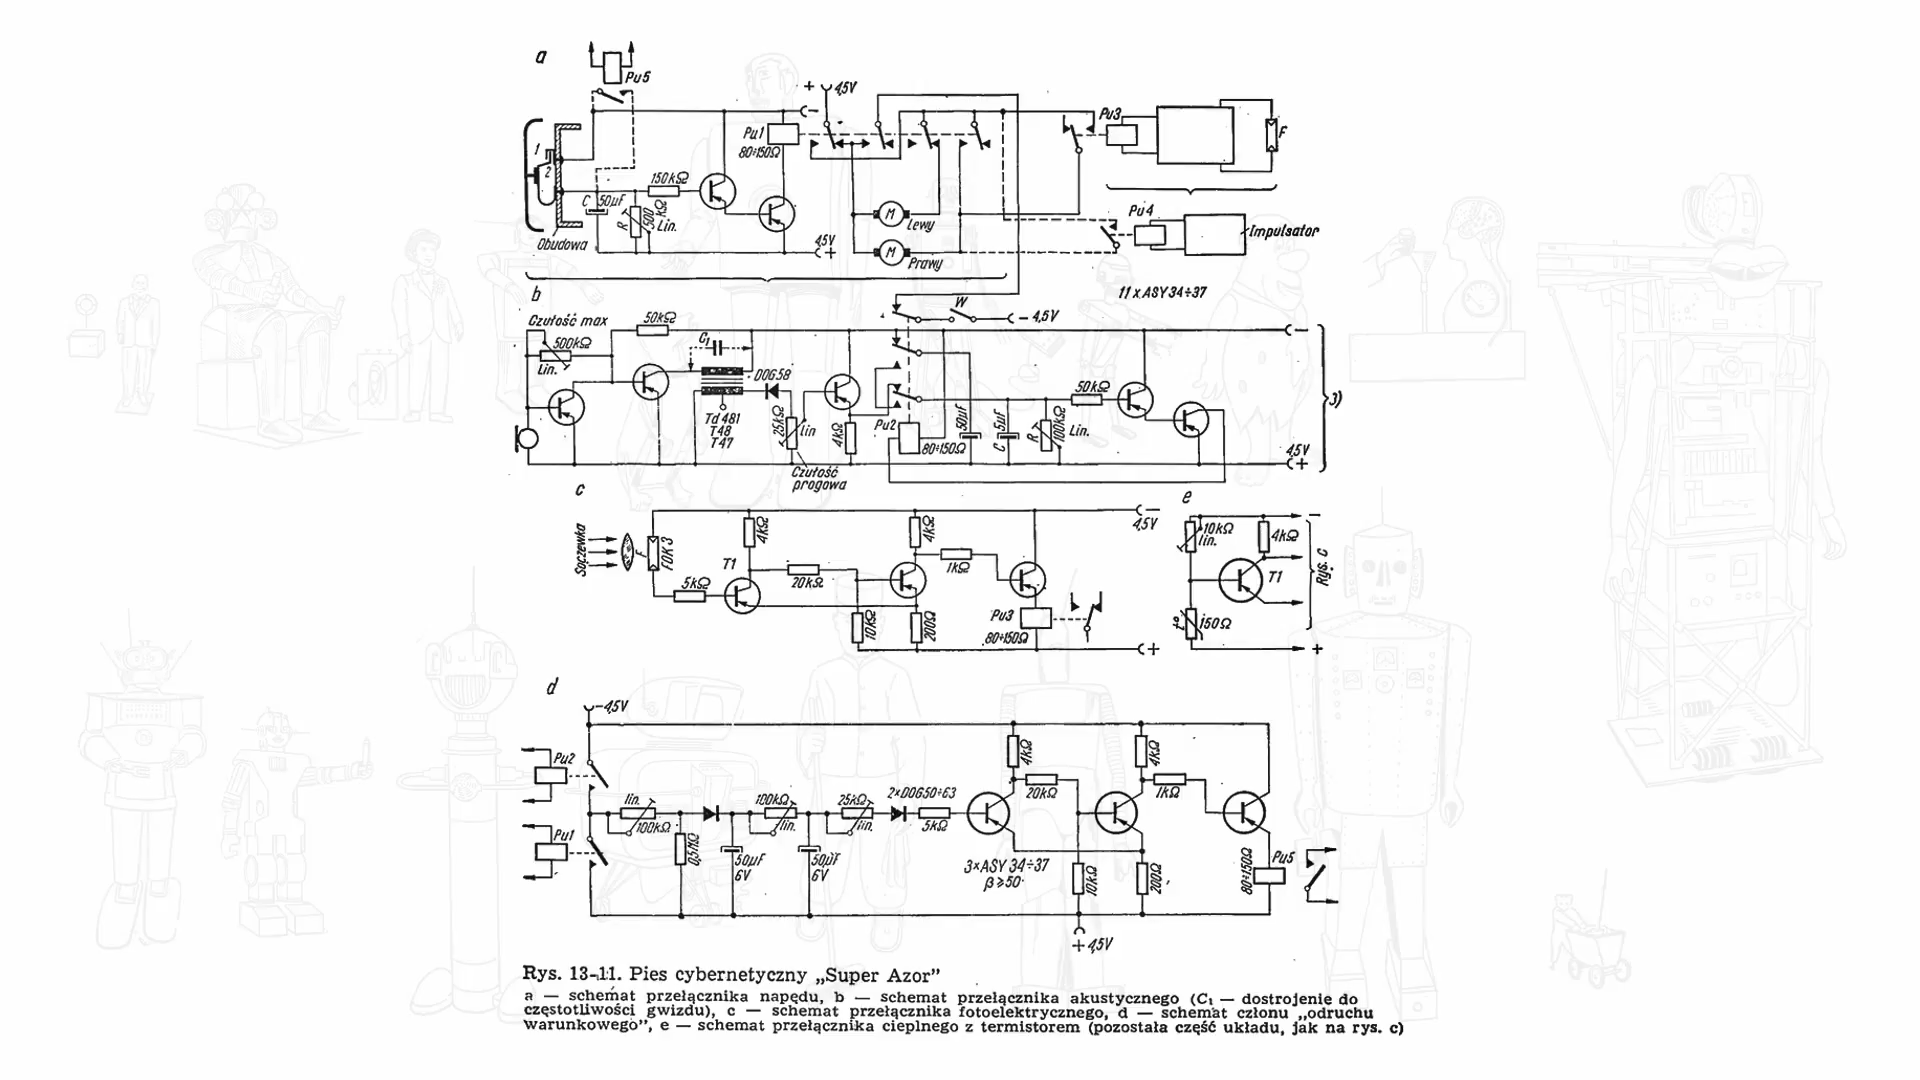 a
Pu5
+ 4,5V
−
Pu1
80÷150Ω
Pu3
F
1
2
150kΩ
C 50μF
R
500 kΩ
Lin.
Obudowa
4,5V
+
M
Lewy
M
Prawy
Pu4
Impulsator
b
11 x ASY 34÷37
W
− 4,5V
Czułość max
500kΩ
Lin.
50kΩ
C1
DOG58
Td 481
T48
T47
25kΩ
lin
Czułość
progowa
4kΩ
Pu2
80÷150Ω
50μF
C 5μF
R
100kΩ
Lin.
50kΩ
−
3)
4,5V
+
c
Soczewka
F
FOK3
5kΩ
T1
4kΩ
20kΩ
10kΩ
4kΩ
200Ω
1kΩ
Pu3
80÷150Ω
−
4,5V
+
e
10kΩ
lin.
4kΩ
−
T1
Rys. c
t°
150Ω
+
d
−4,5V
Pu2
Pu1
lin.
100kΩ
0,5MΩ
50μF
6V
100kΩ
lin.
50μF
6V
25kΩ
lin.
2×DOG50÷63
5kΩ
3×ASY 34÷37
β⩾50
4kΩ
20kΩ
10kΩ
4kΩ
200Ω
1kΩ
80÷150Ω
Pu5
+4,5V
Rys. 13-11. Pies cybernetyczny „Super Azor”
a — schemat przełącznika napędu, b — schemat przełącznika akustycznego (C₁ — dostrojenie do
częstotliwości gwizdu), c — schemat przełącznika fotoelektrycznego, d — schemat członu „odruchu
warunkowego”, e — schemat przełącznika cieplnego z termistorem (pozostała część układu, jak na rys. c)